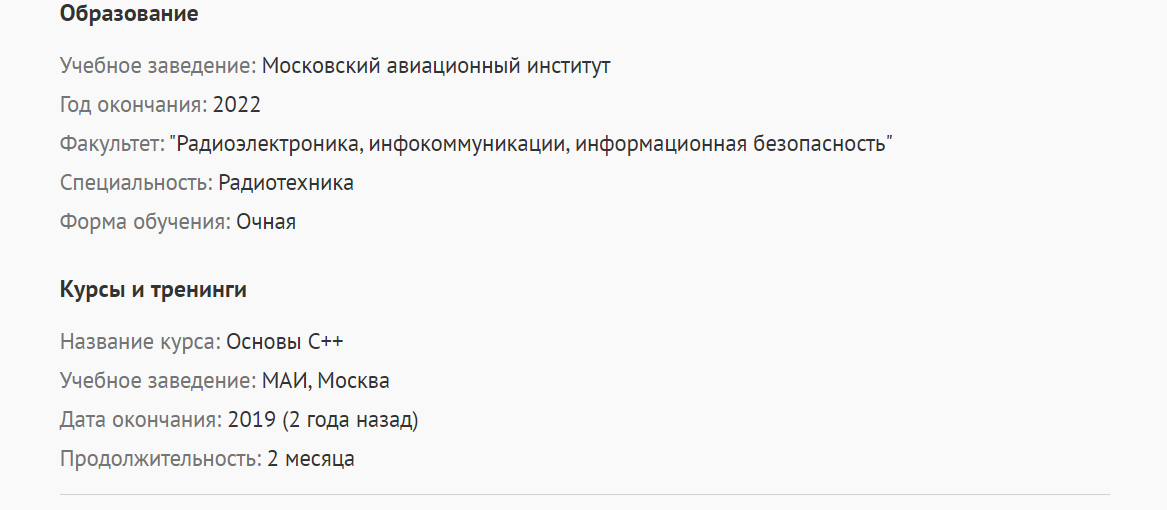 Образование
Учебное заведение: Московский авиационный институт
Год окончания: 2022
Факультет: "Радиоэлектроника, инфокоммуникации, информационная безопасность"
Специальность: Радиотехника
Форма обучения: Очная
Курсы и тренинги
Название курса: Основы С++
Учебное заведение: МАИ, Москва
Дата окончания: 2019 (2 года назад)
Продолжительность: 2 месяца